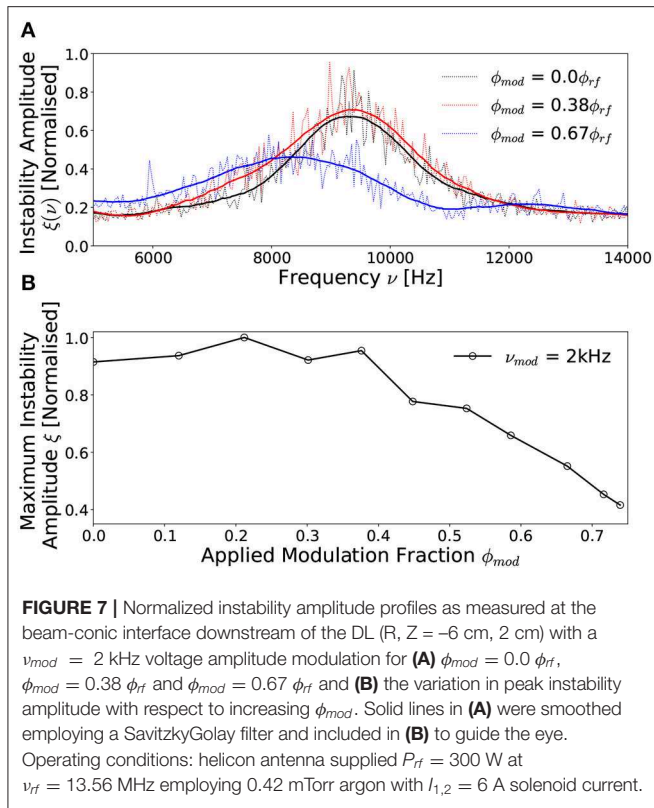 A
Instability Amplitude
ξ(ν) [Normalised]
1.0
0.8
0.6
0.4
0.2
0.0
ϕmod = 0.0ϕrf
ϕmod = 0.38ϕrf
ϕmod = 0.67ϕrf
6000 8000 10000 12000 14000
Frequency ν [Hz]
B
Maximum Instability
Amplitude ξ [Normalised]
1.0
0.8
0.6
0.4
νmod = 2kHz
0.0 0.1 0.2 0.3 0.4 0.5 0.6 0.7
Applied Modulation Fraction ϕmod
FIGURE 7 | Normalized instability amplitude profiles as measured at the
beam-conic interface downstream of the DL (R, Z = –6 cm, 2 cm) with a
νmod = 2 kHz voltage amplitude modulation for (A) ϕmod = 0.0 ϕrf,
ϕmod = 0.38 ϕrf and ϕmod = 0.67 ϕrf and (B) the variation in peak instability
amplitude with respect to increasing ϕmod. Solid lines in (A) were smoothed
employing a SavitzkyGolay filter and included in (B) to guide the eye.
Operating conditions: helicon antenna supplied Prf = 300 W at
νrf = 13.56 MHz employing 0.42 mTorr argon with I1,2 = 6 A solenoid current.